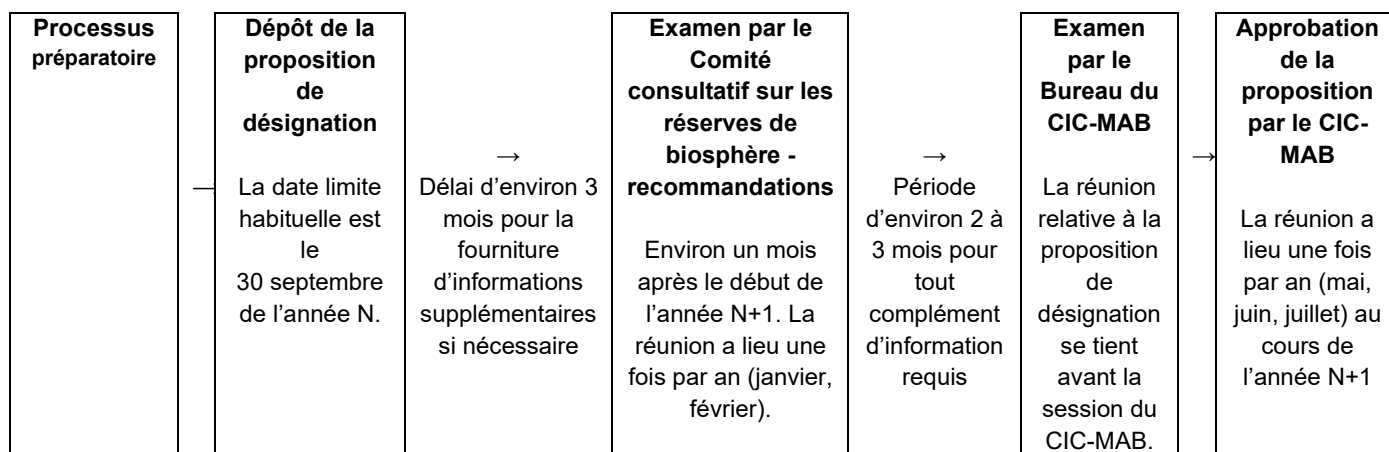 Processus
préparatoire
→
Dépôt de la
proposition
de
désignation
La date limite
habituelle est
le
30 septembre
de l’année N.
→
Délai d’environ 3
mois pour la
fourniture
d’informations
supplémentaires
si nécessaire
Examen par le
Comité
consultatif sur les
réserves de
biosphère -
recommandations
Environ un mois
après le début de
l’année N+1. La
réunion a lieu une
fois par an (janvier,
février).
→
Période
d’environ 2 à
3 mois pour
tout
complément
d’information
requis
Examen
par le
Bureau du
CIC-MAB
La réunion
relative à la
proposition
de
désignation
se tient
avant la
session du
CIC-MAB.
→
Approbation
de la
proposition
par le CIC-
MAB
La réunion a
lieu une fois
par an (mai,
juin, juillet) au
cours de
l’année N+1